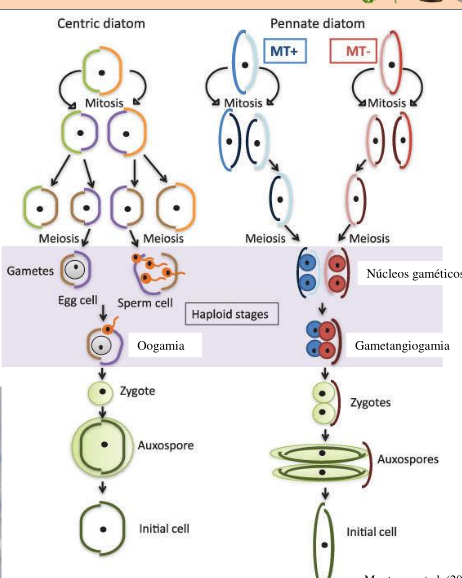 Centric diatom
Pennate diatom
MT+
MT-
Mitosis
Mitosis
Mitosis
Meiosis
Meiosis
Meiosis
Meiosis
Gametes
Egg cell
Sperm cell
Haploid stages
Núcleos gaméticos
Oogamia
Gametangiogamia
Zygote
Zygotes
Auxospore
Auxospores
Initial cell
Initial cell